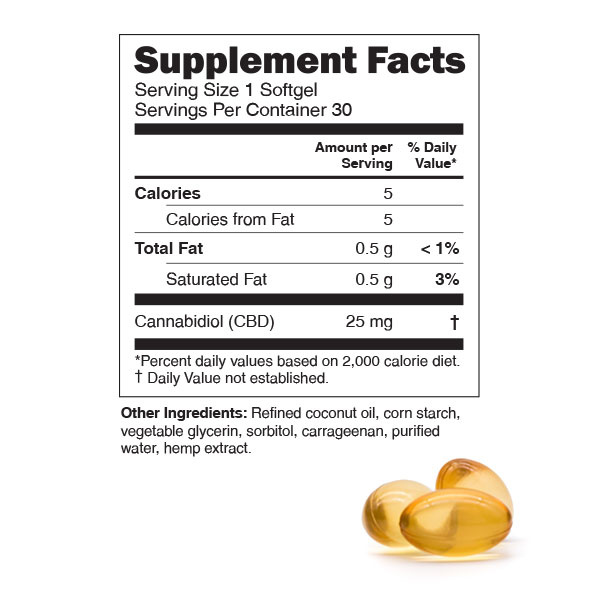 Supplement Facts
Serving Size 1 Softgel
Servings Per Container 30
Amount per % Daily
Serving Value*
Calories 5
Calories from Fat 5
Total Fat 0.5 g < 1%
Saturated Fat 0.5 g 3%
Cannabidiol (CBD) 25 mg †
*Percent daily values based on 2,000 calorie diet.
† Daily Value not established.
Other Ingredients: Refined coconut oil, corn starch,
vegetable glycerin, sorbitol, carrageenan, purified
water, hemp extract.